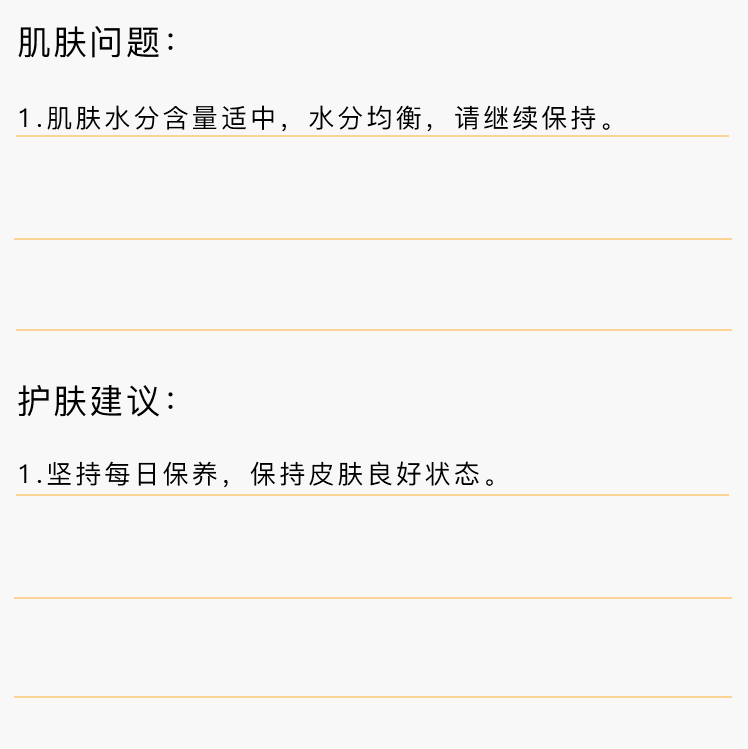 肌肤问题：
1.肌肤水分含量适中，水分均衡，请继续保持。
护肤建议：
1.坚持每日保养，保持皮肤良好状态。